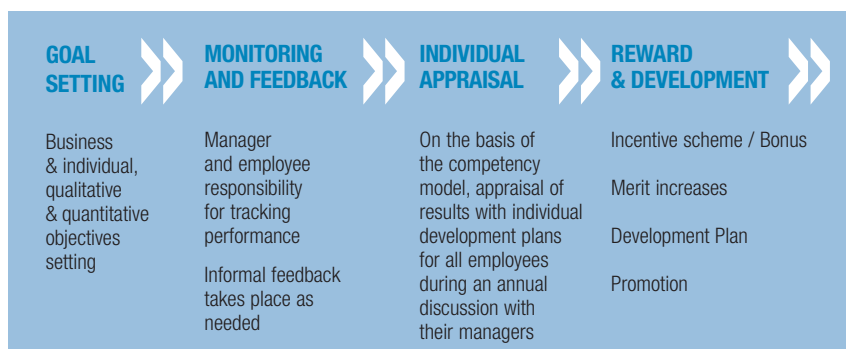 GOAL
SETTING
Business
& individual,
qualitative
& quantitative
objectives
setting
MONITORING
AND FEEDBACK
Manager
and employee
responsibility
for tracking
performance
Informal feedback
takes place as
needed
INDIVIDUAL
APPRAISAL
On the basis of
the competency
model, appraisal of
results with individual
development plans
for all employees
during an annual
discussion with
their managers
REWARD
& DEVELOPMENT
Incentive scheme / Bonus
Merit increases
Development Plan
Promotion